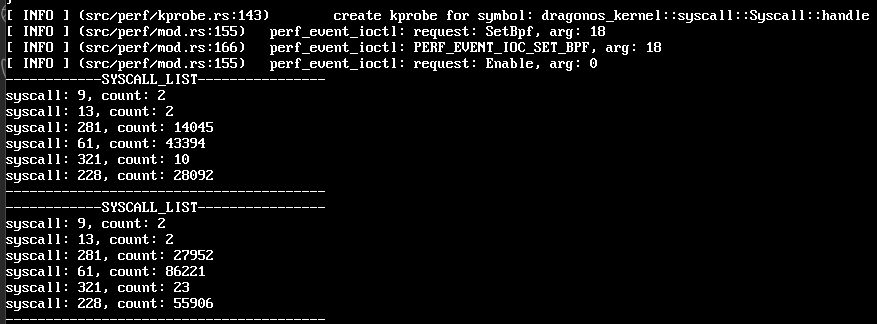 [ INFO ] (src/perf/kprobe.rs:143) create kprobe for symbol: dragonos_kernel::syscall::Syscall::handle
[ INFO ] (src/perf/mod.rs:155) perf_event_ioctl: request: SetBpf, arg: 18
[ INFO ] (src/perf/mod.rs:166) PERF_EVENT_IOC_SET_BPF, arg: 18
[ INFO ] (src/perf/mod.rs:155) perf_event_ioctl: request: Enable, arg: 0
------------SYSCALL_LIST----------------
syscall: 9, count: 2
syscall: 13, count: 2
syscall: 281, count: 14045
syscall: 61, count: 43394
syscall: 321, count: 10
syscall: 228, count: 28092
----------------------------------------
------------SYSCALL_LIST----------------
syscall: 9, count: 2
syscall: 13, count: 2
syscall: 281, count: 27952
syscall: 61, count: 86221
syscall: 321, count: 23
syscall: 228, count: 55906
----------------------------------------